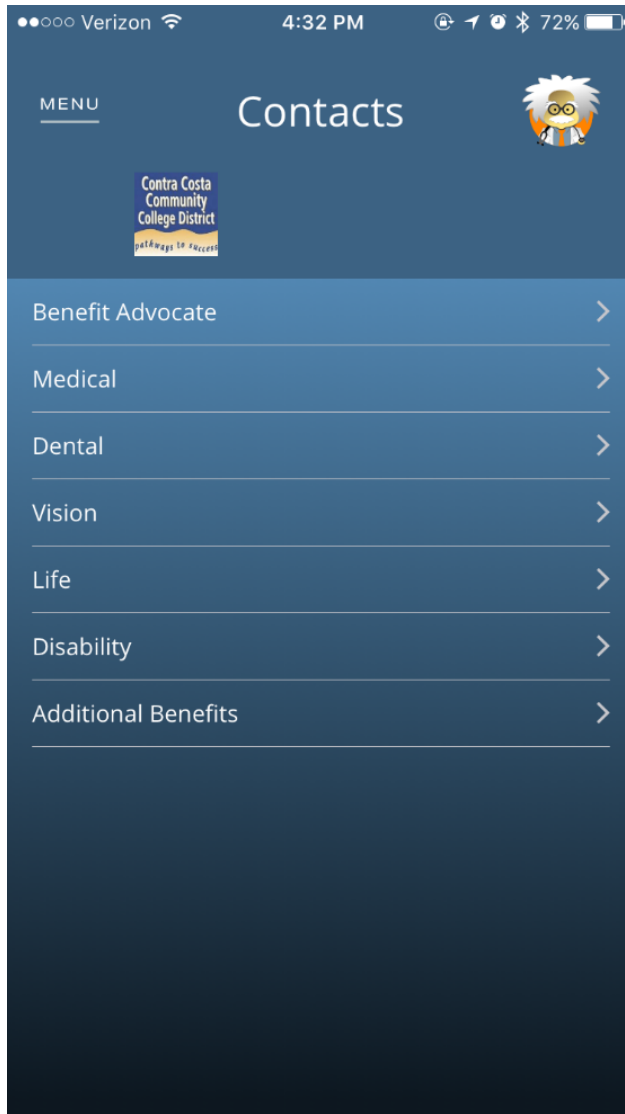 Verizon 4:32 PM 72%
MENU
Contacts
Contra Costa
Community
College District
pathways to success
Benefit Advocate
Medical
Dental
Vision
Life
Disability
Additional Benefits